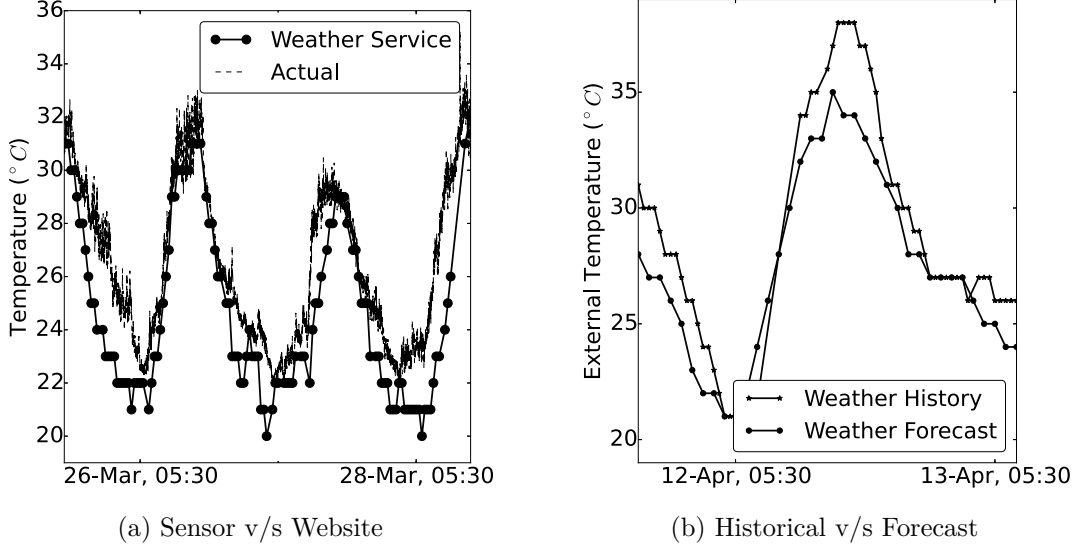 36
34
32
30
28
26
24
22
20
Temperature (°C)
Weather Service
Actual
26-Mar, 05:30
28-Mar, 05:30
(a) Sensor v/s Website
35
30
25
20
External Temperature (°C)
Weather History
Weather Forecast
12-Apr, 05:30
13-Apr, 05:30
(b) Historical v/s Forecast